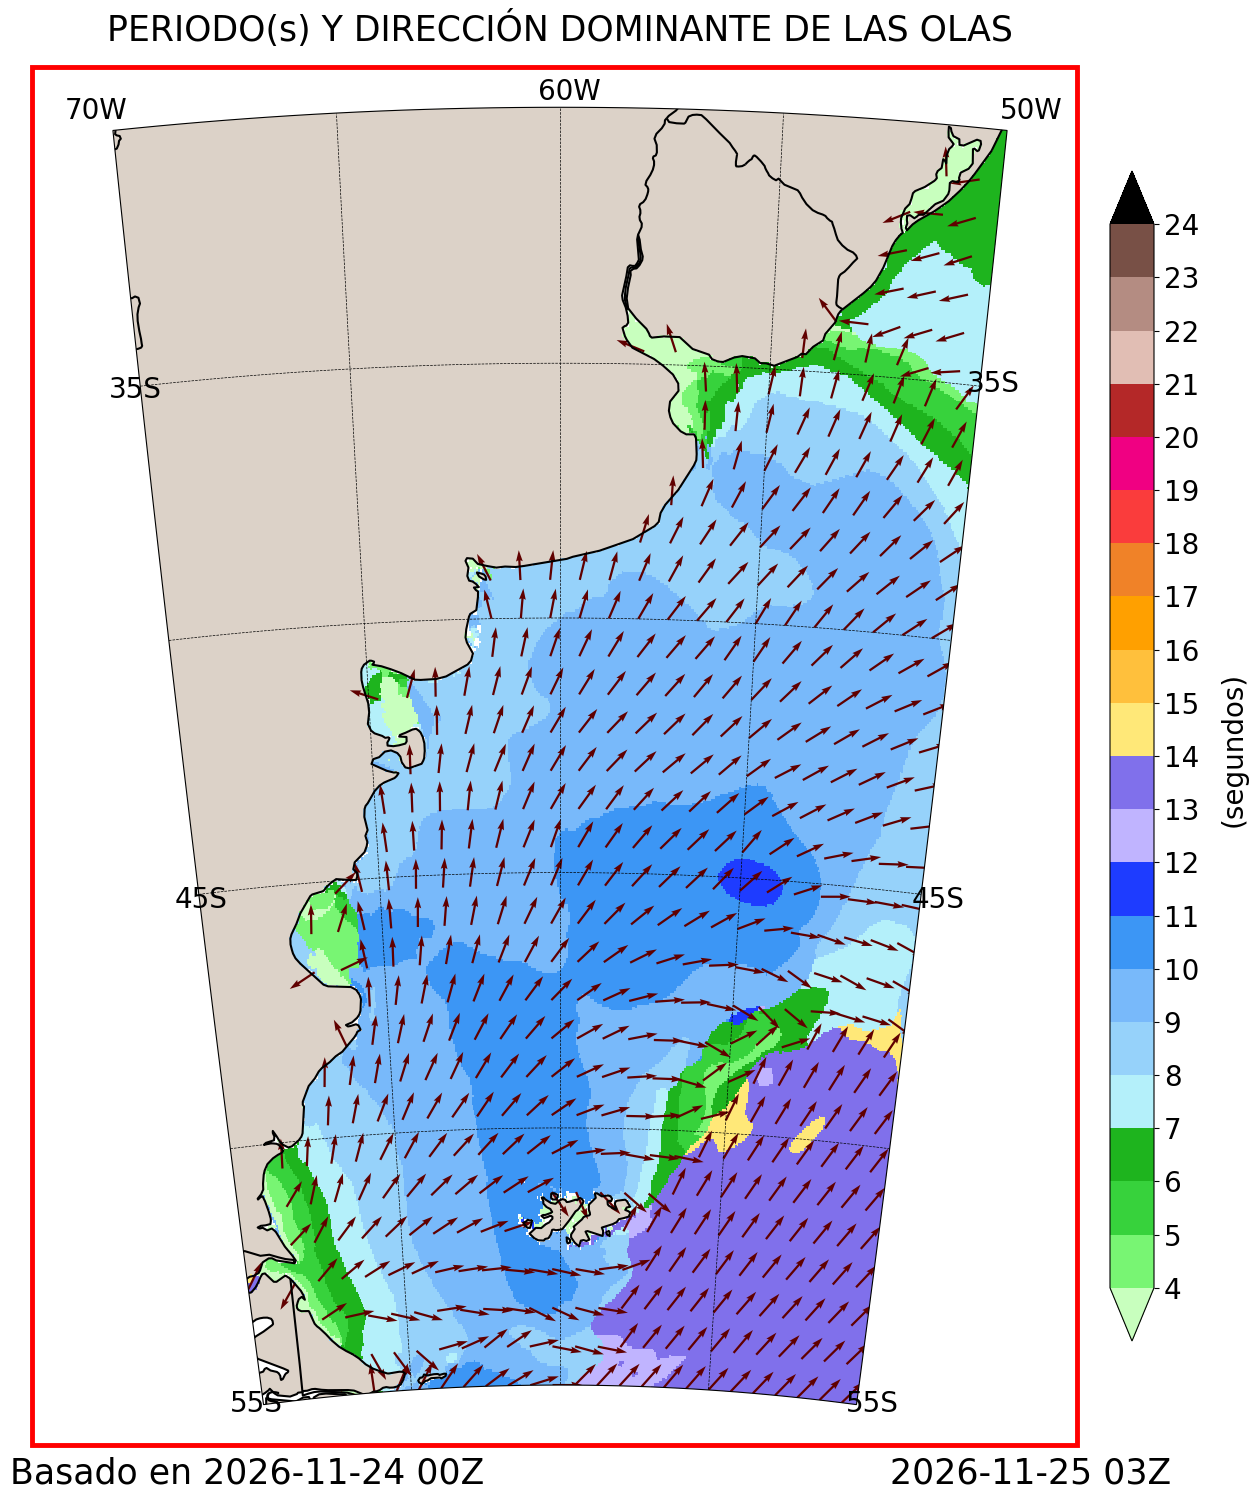 PERIODO(s) Y DIRECCIÓN DOMINANTE DE LAS OLAS
70W
60W
50W
35S
35S
45S
45S
55S
55S
24
23
22
21
20
19
18
17
16
15
14
13
12
11
10
9
8
7
6
5
4
(segundos)
Basado en 2026-11-24 00Z
2026-11-25 03Z